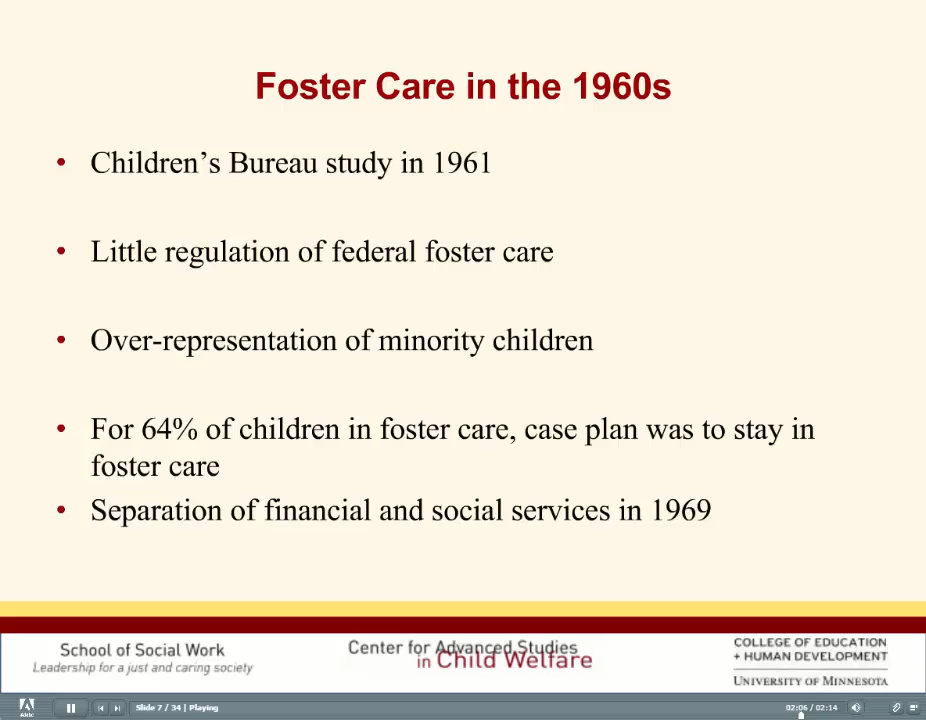 Foster Care in the 1960s
• Children’s Bureau study in 1961
• Little regulation of federal foster care
• Over-representation of minority children
• For 64% of children in foster care, case plan was to stay in
foster care
• Separation of financial and social services in 1969
School of Social Work
Leadership for a just and caring society
Center for Advanced Studies
in Child Welfare
COLLEGE OF EDUCATION
+ HUMAN DEVELOPMENT
UNIVERSITY OF MINNESOTA
Slide 7 / 34 | Playing
02:06 / 02:14